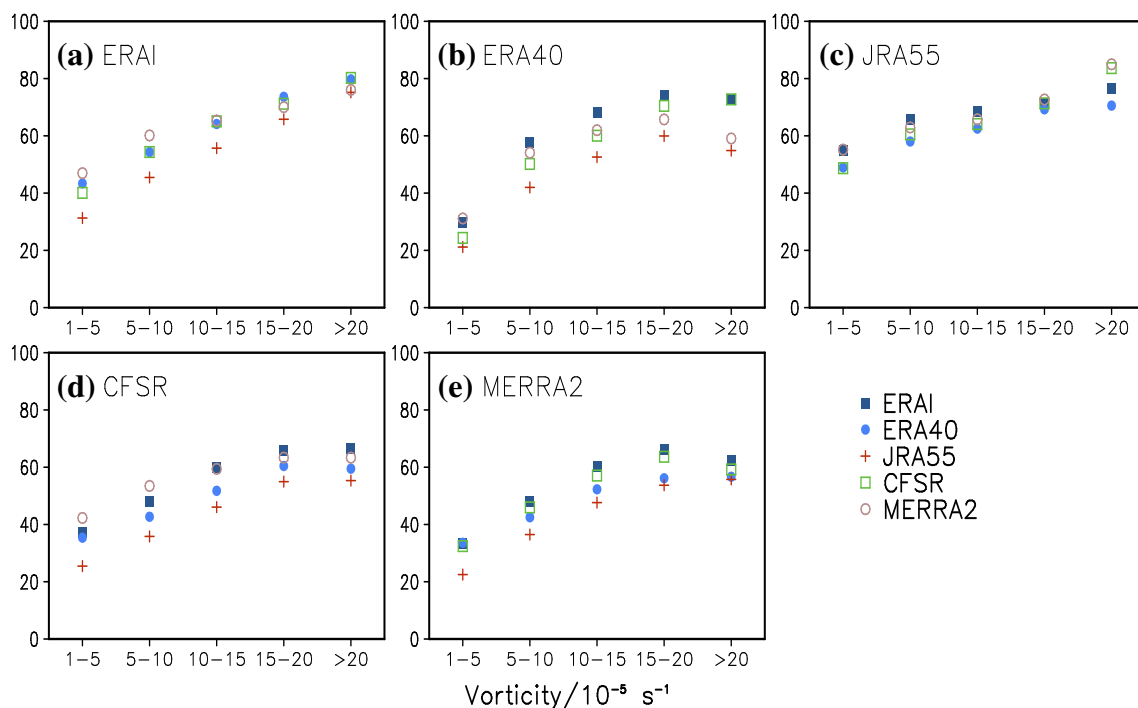 (a) ERAI
100
80
60
40
20
0
1-5 5-10 10-15 15-20 >20
(b) ERA40
100
80
60
40
20
0
1-5 5-10 10-15 15-20 >20
(c) JRA55
100
80
60
40
20
0
1-5 5-10 10-15 15-20 >20
(d) CFSR
100
80
60
40
20
0
1-5 5-10 10-15 15-20 >20
(e) MERRA2
100
80
60
40
20
0
1-5 5-10 10-15 15-20 >20
Vorticity/10⁻⁵ s⁻¹
ERAI
ERA40
JRA55
CFSR
MERRA2